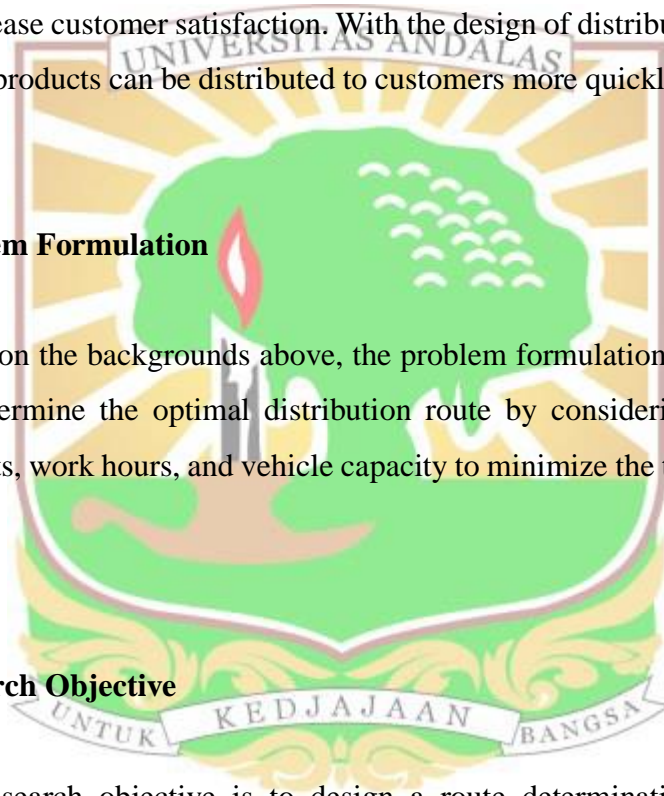 ease customer satisfaction. With the design of distribu
UNIVERSITAS ANDALAS
products can be distributed to customers more quickl
em Formulation
on the backgrounds above, the problem formulation
termine the optimal distribution route by consideri
ts, work hours, and vehicle capacity to minimize the t
rch Objective
UNTUK KEDJAJAAN BANGSA
search objective is to design a route determinati